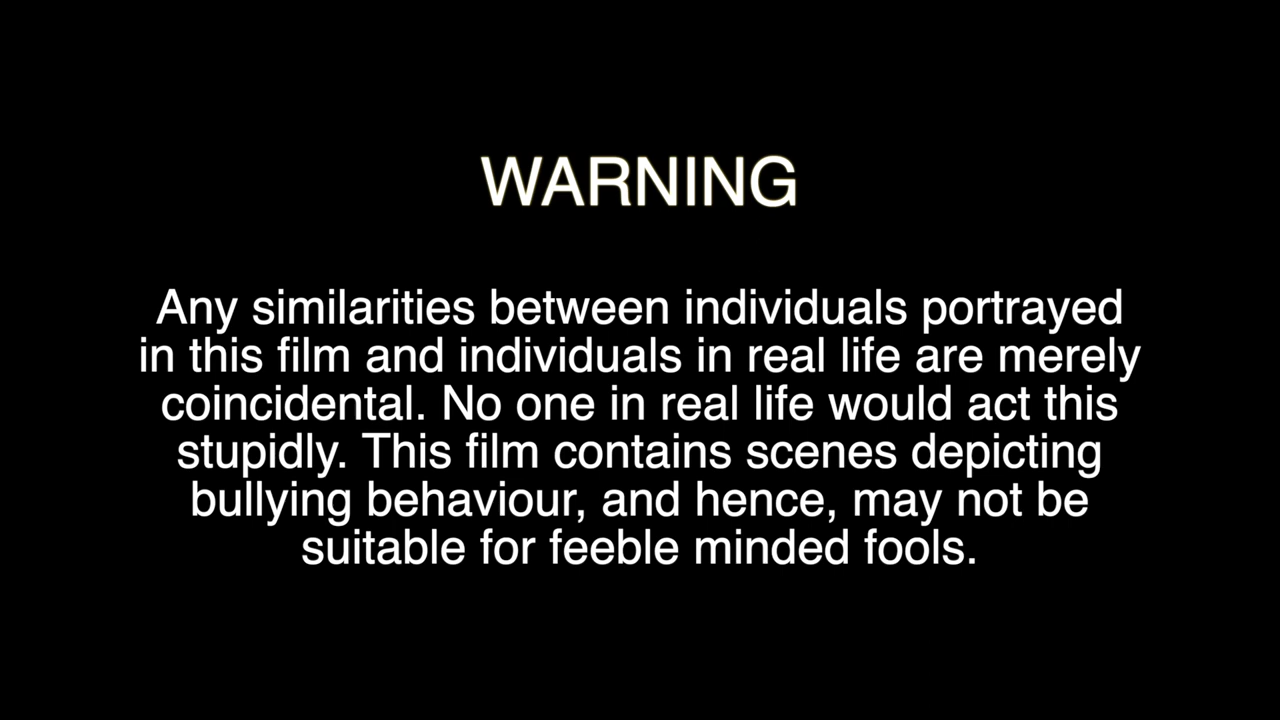 WARNING
Any similarities between individuals portrayed
in this film and individuals in real life are merely
coincidental. No one in real life would act this
stupidly. This film contains scenes depicting
bullying behaviour, and hence, may not be
suitable for feeble minded fools.